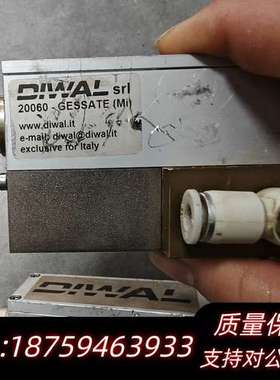 DIWAL srl
20060 - GESSATE (Mi)
www.diwal.it
e-mail: diwal@diwal.it
exclusive for Italy
DIWAL
质量保
:18759463933
支持对公